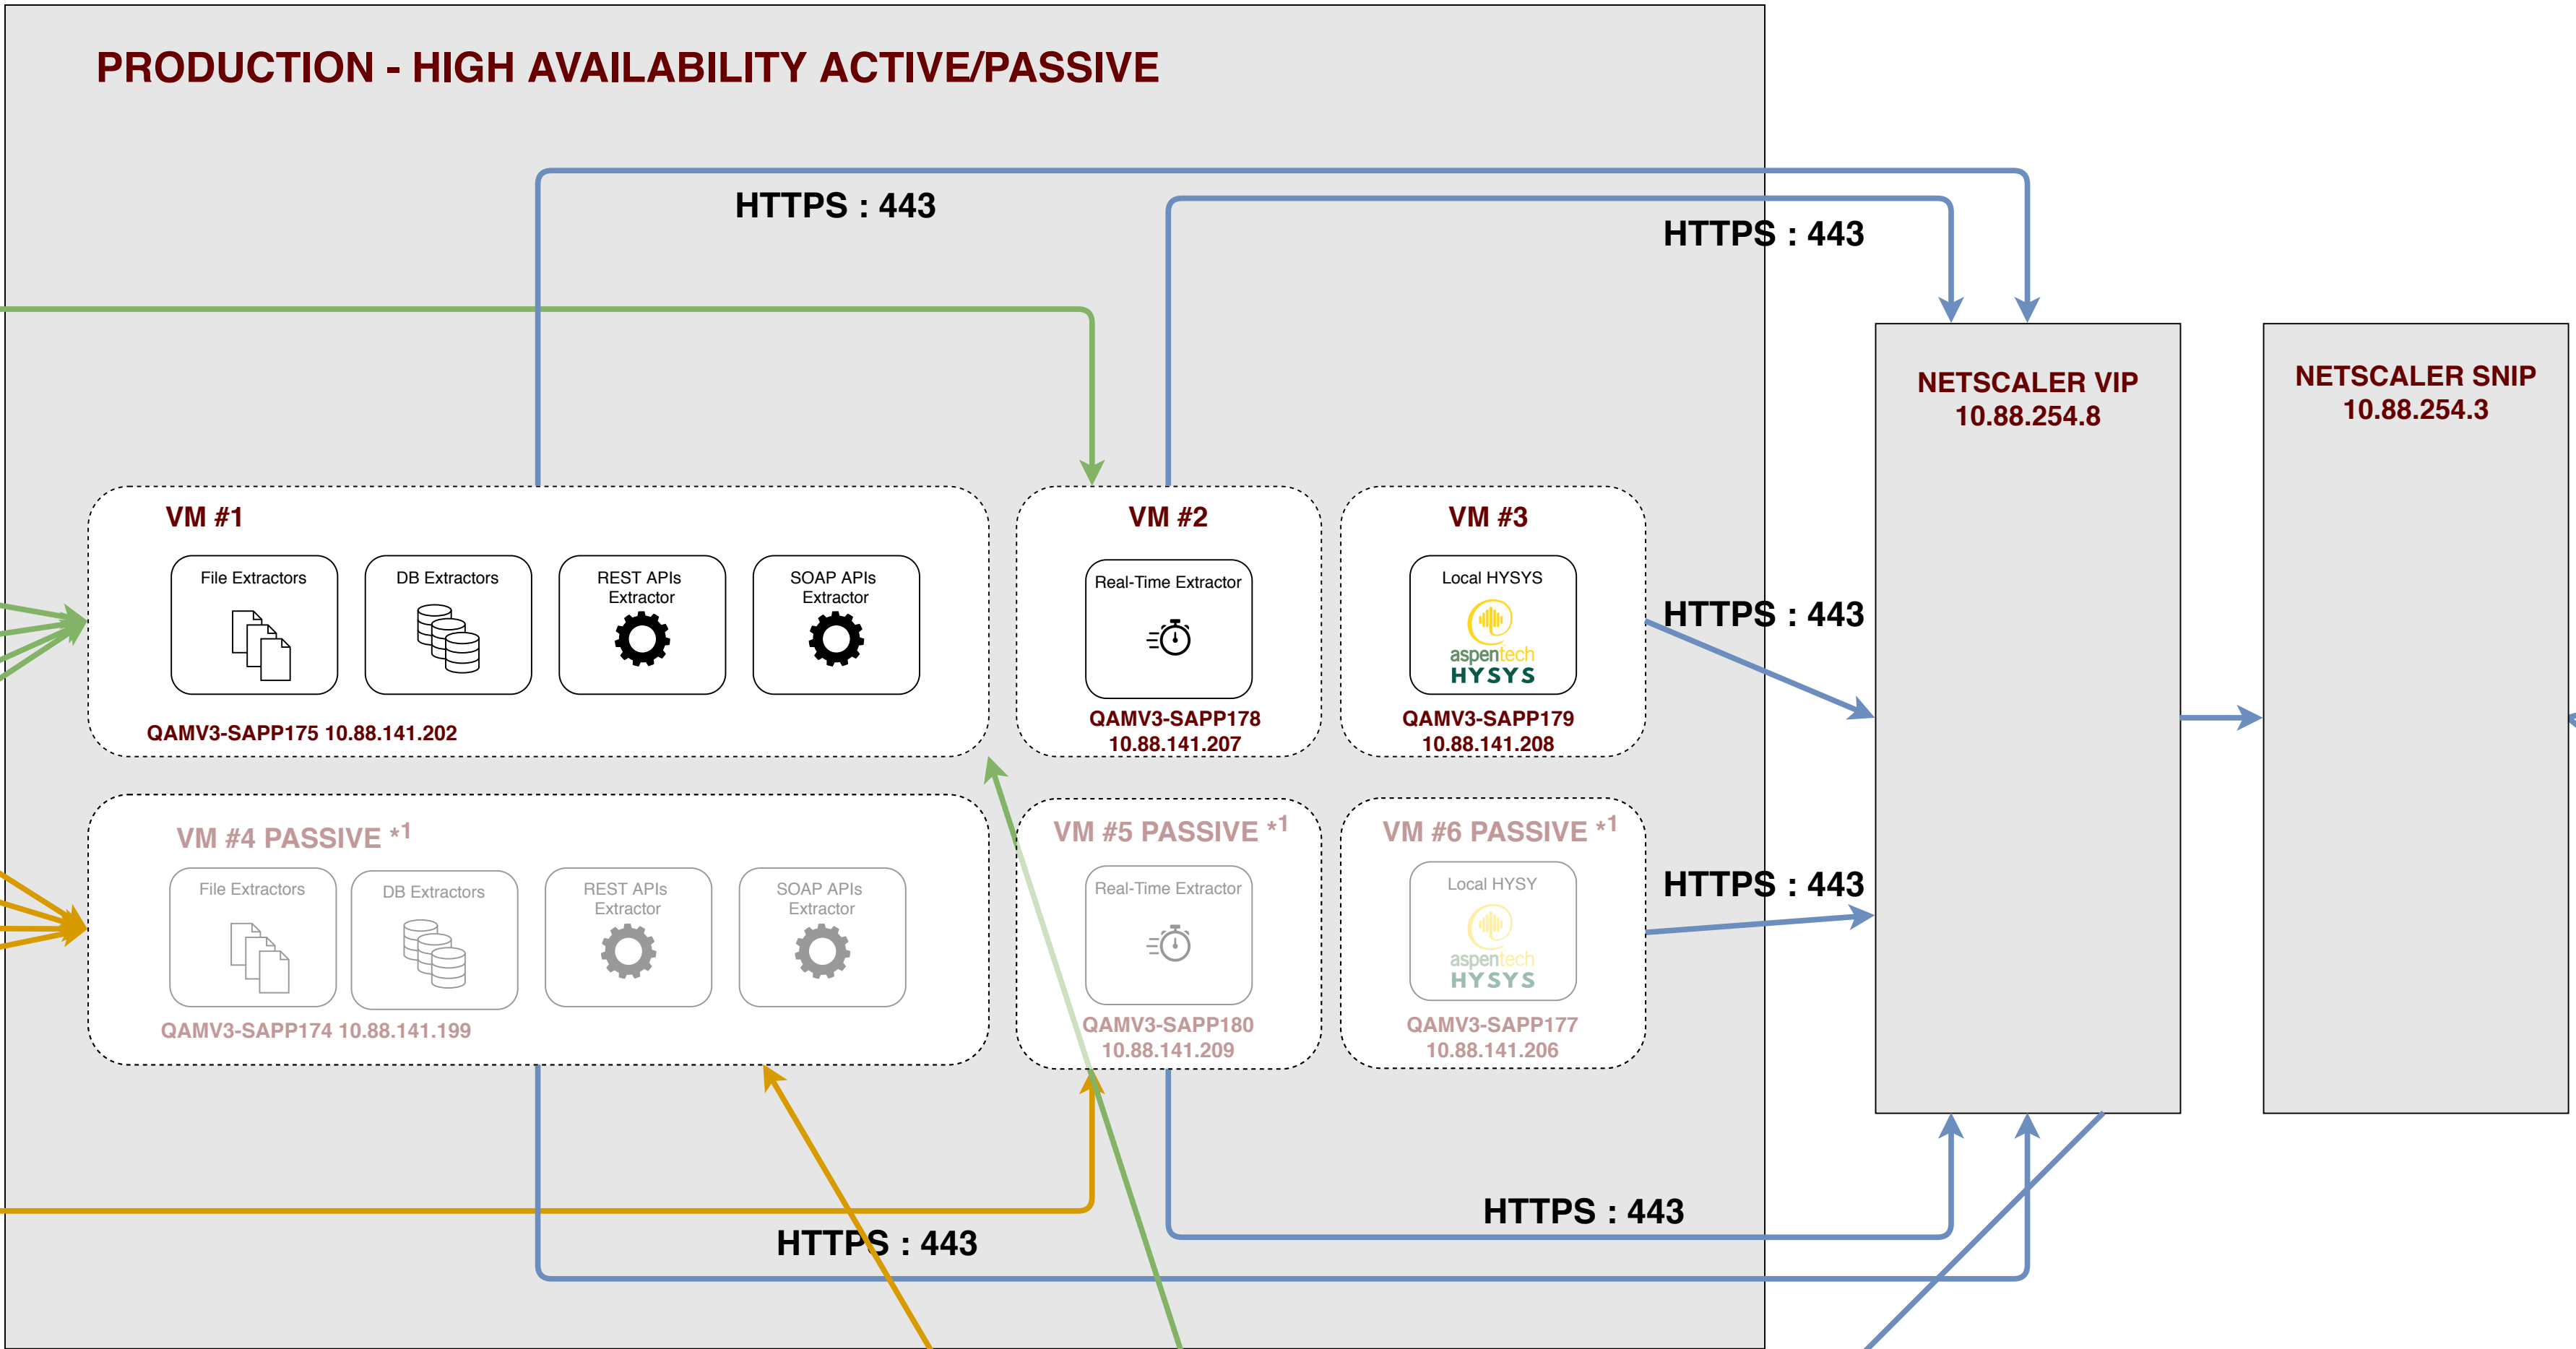 PRODUCTION - HIGH AVAILABILITY ACTIVE/PASSIVE
HTTPS : 443
HTTPS : 443
NETSCALER VIP
10.88.254.8
NETSCALER SNIP
10.88.254.3
VM #1
File Extractors
DB Extractors
REST APIs
Extractor
SOAP APIs
Extractor
QAMV3-SAPP175 10.88.141.202
VM #2
Real-Time Extractor
QAMV3-SAPP178
10.88.141.207
VM #3
Local HYSYS
aspentech
HYSYS
QAMV3-SAPP179
10.88.141.208
HTTPS : 443
VM #4 PASSIVE *1
File Extractors
DB Extractors
REST APIs
Extractor
SOAP APIs
Extractor
QAMV3-SAPP174 10.88.141.199
VM #5 PASSIVE *1
Real-Time Extractor
QAMV3-SAPP180
10.88.141.209
VM #6 PASSIVE *1
Local HYSY
aspentech
HYSYS
QAMV3-SAPP177
10.88.141.206
HTTPS : 443
HTTPS : 443
HTTPS : 443